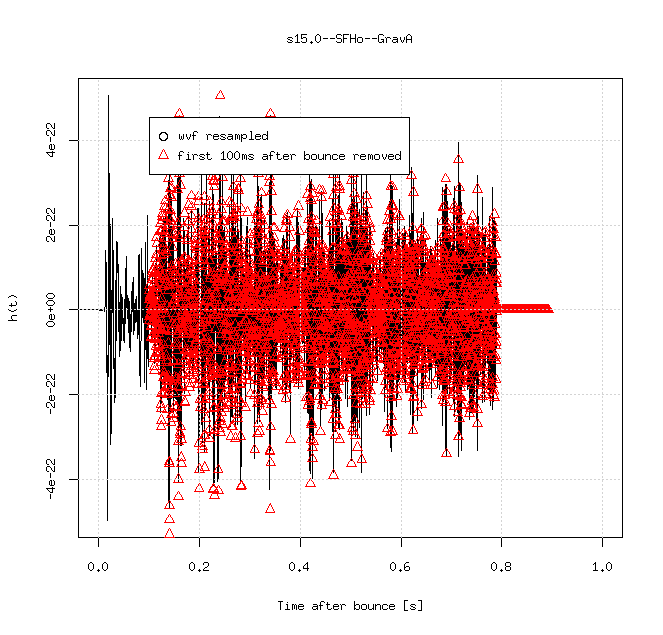 s15.0--SFHo--GravA
wvf resampled
first 100ms after bounce removed
h(t)
4e-22
2e-22
0e+00
-2e-22
-4e-22
0.0 0.2 0.4 0.6 0.8 1.0
Time after bounce [s]